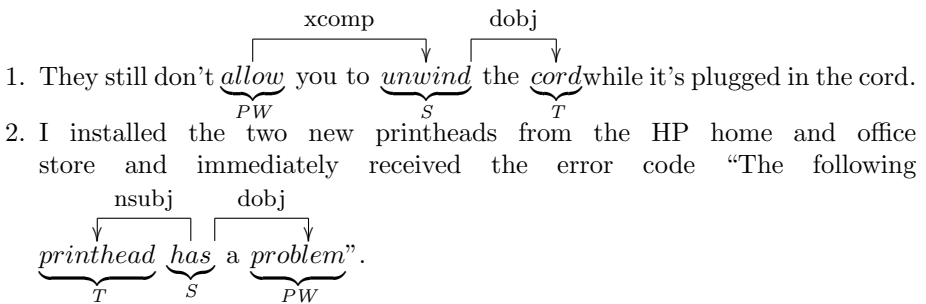 xcomp dobj
1. They still don't allow you to unwind the cord while it's plugged in the cord.
PW S T
2. I installed the two new printheads from the HP home and office
store and immediately received the error code “The following
nsubj dobj
printhead has a problem”.
T S PW